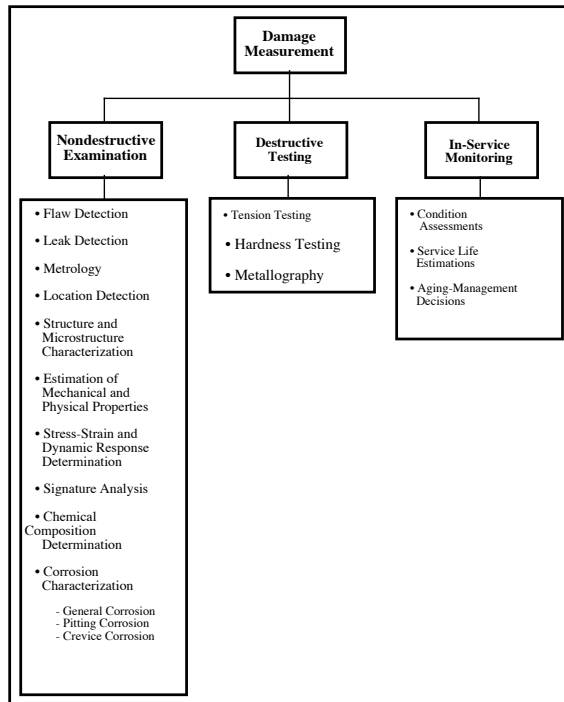 Damage
Measurement
Nondestructive
Examination
Destructive
Testing
In-Service
Monitoring
• Flaw Detection
• Leak Detection
• Metrology
• Location Detection
• Structure and
Microstructure
Characterization
• Estimation of
Mechanical and
Physical Properties
• Stress-Strain and
Dynamic Response
Determination
• Signature Analysis
• Chemical
Composition
Determination
• Corrosion
Characterization
- General Corrosion
- Pitting Corrosion
- Crevice Corrosion
• Tension Testing
• Hardness Testing
• Metallography
• Condition
Assessments
• Service Life
Estimations
• Aging-Management
Decisions